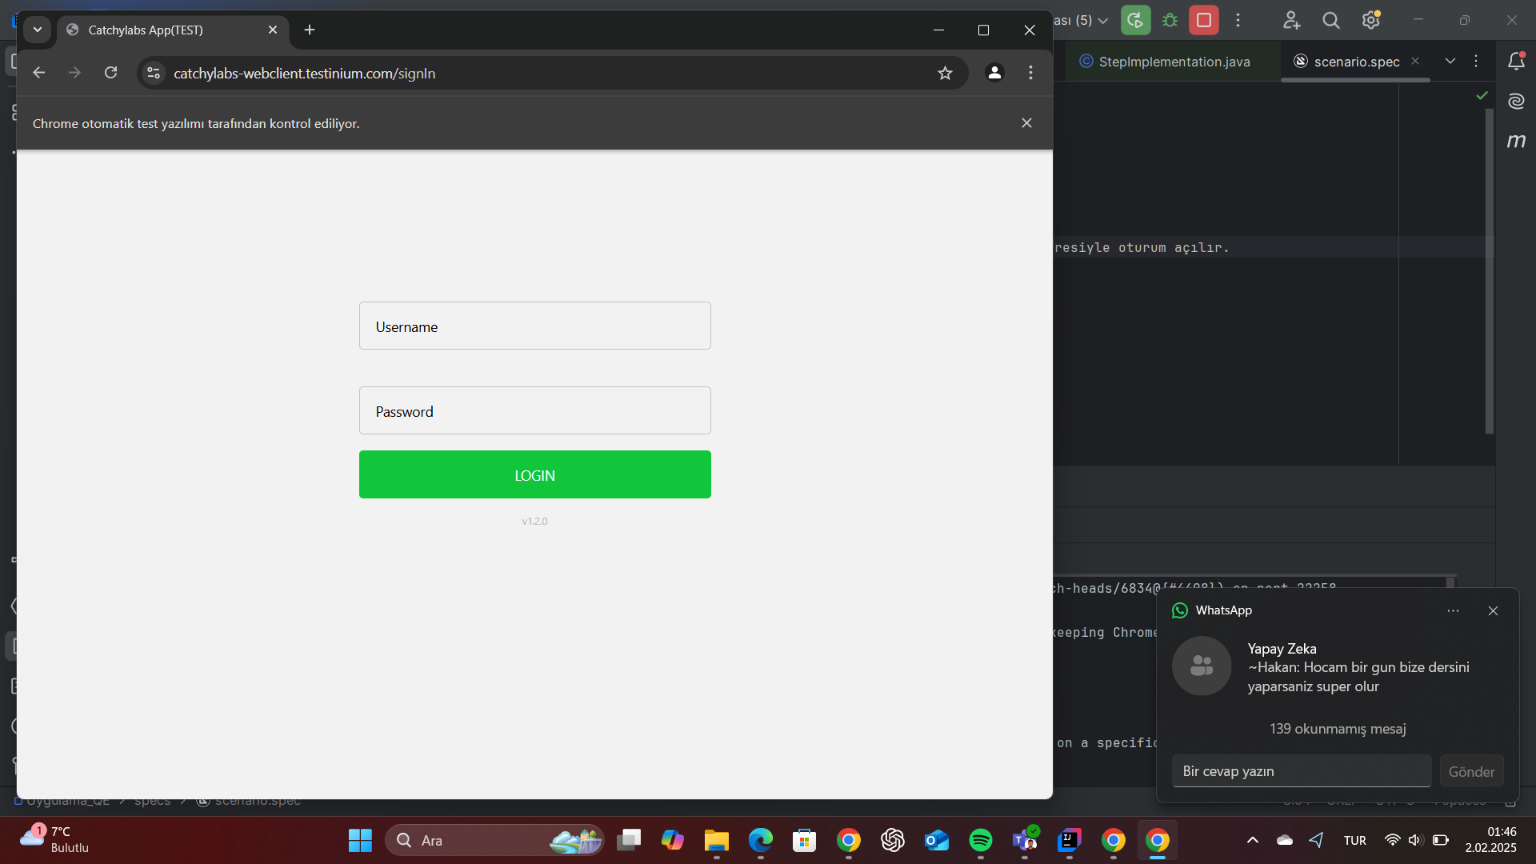 Catchylabs App(TEST)
ası (5)
catchylabs-webclient.testinium.com/signIn
StepImplementation.java
scenario.spec
Chrome otomatik test yazılımı tarafından kontrol ediliyor.
resiyle oturum açılır.
Username
Password
LOGIN
v1.2.0
ch-heads/6834@{#4408}) on port 22258
keeping Chrome
on a specific
WhatsApp
Yapay Zeka
~Hakan: Hocam bir gun bize dersini
yaparsaniz super olur
139 okunmamış mesaj
Bir cevap yazın
Gönder
Uygulama_QE > specs > scenario.spec
1
7°C
Bulutlu
Ara
TUR
01:46
2.02.2025